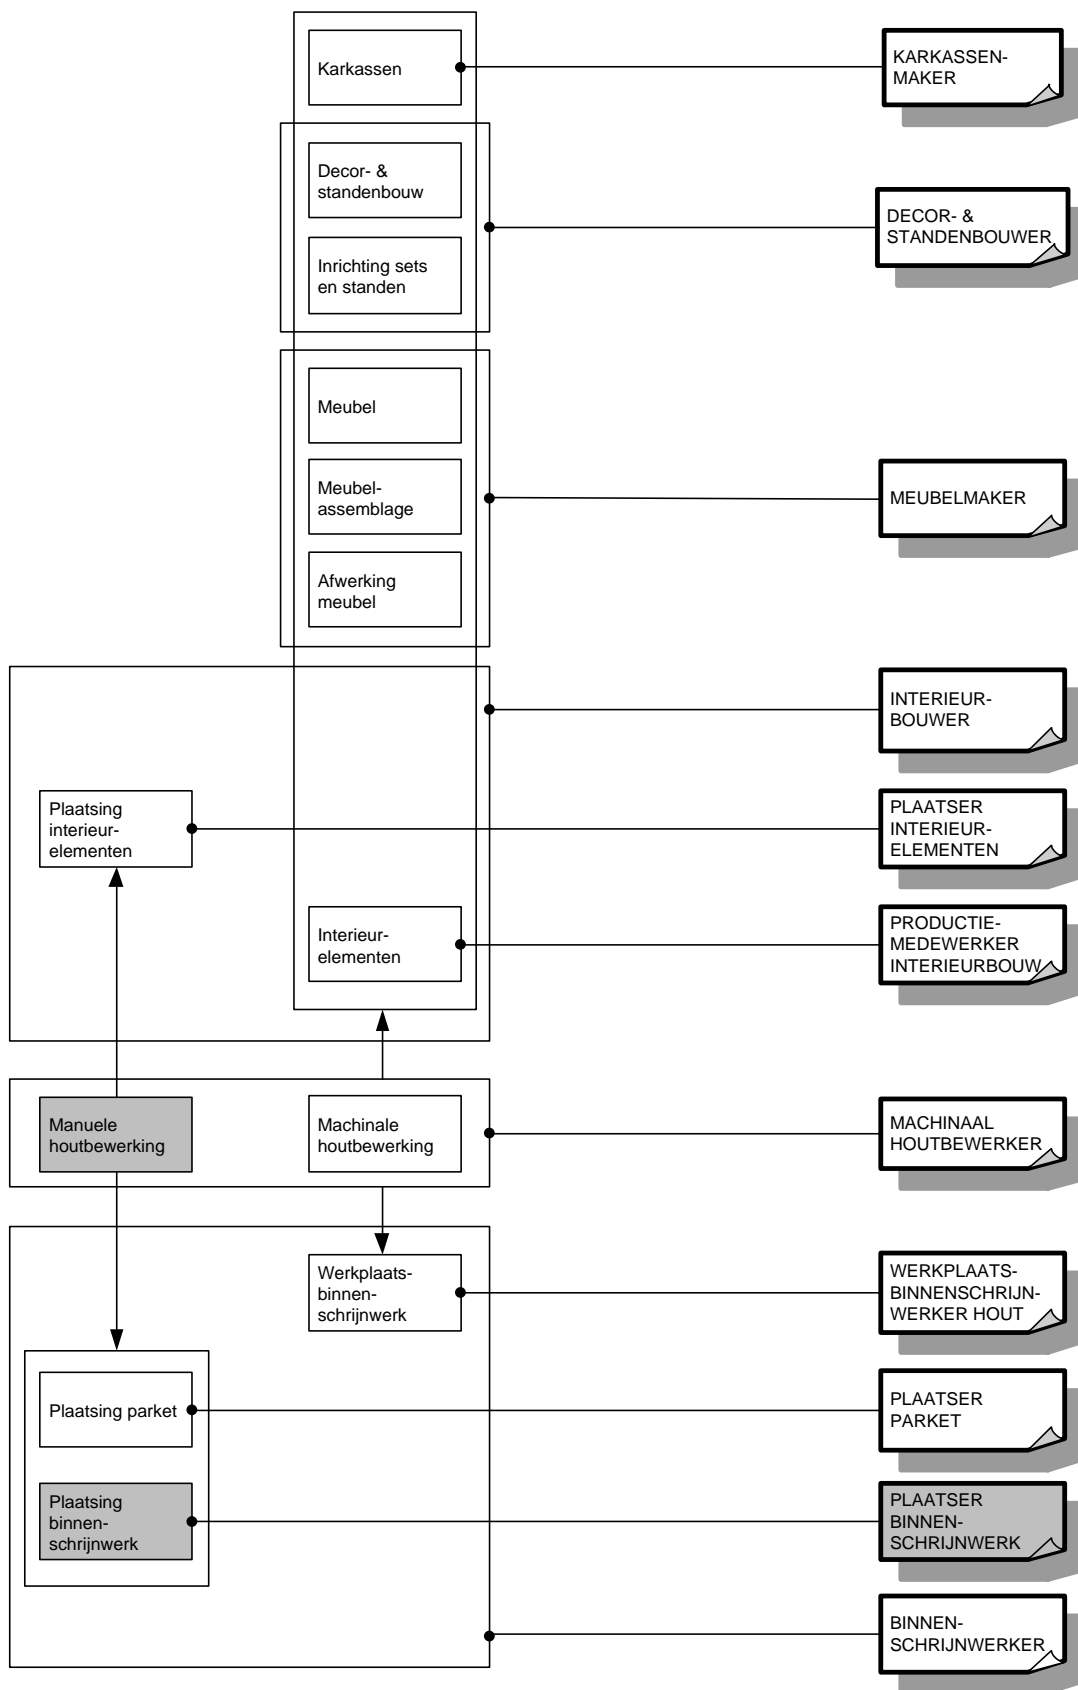 Karkassen
KARKASSEN-
MAKER
Decor- &
standenbouw
DECOR- &
STANDENBOUWER
Inrichting sets
en standen
Meubel
Meubel-
assemblage
MEUBELMAKER
Afwerking
meubel
INTERIEUR-
BOUWER
Plaatsing
interieur-
elementen
PLAATSER
INTERIEUR-
ELEMENTEN
Interieur-
elementen
PRODUCTIE-
MEDEWERKER
INTERIEURBOUW
Manuele
houtbewerking
Machinale
houtbewerking
MACHINAAL
HOUTBEWERKER
Werkplaats-
binnen-
schrijnwerk
WERKPLAATS-
BINNENSCHRIJN-
WERKER HOUT
Plaatsing parket
PLAATSER
PARKET
Plaatsing
binnen-
schrijnwerk
PLAATSER
BINNEN-
SCHRIJNWERK
BINNEN-
SCHRIJNWERKER